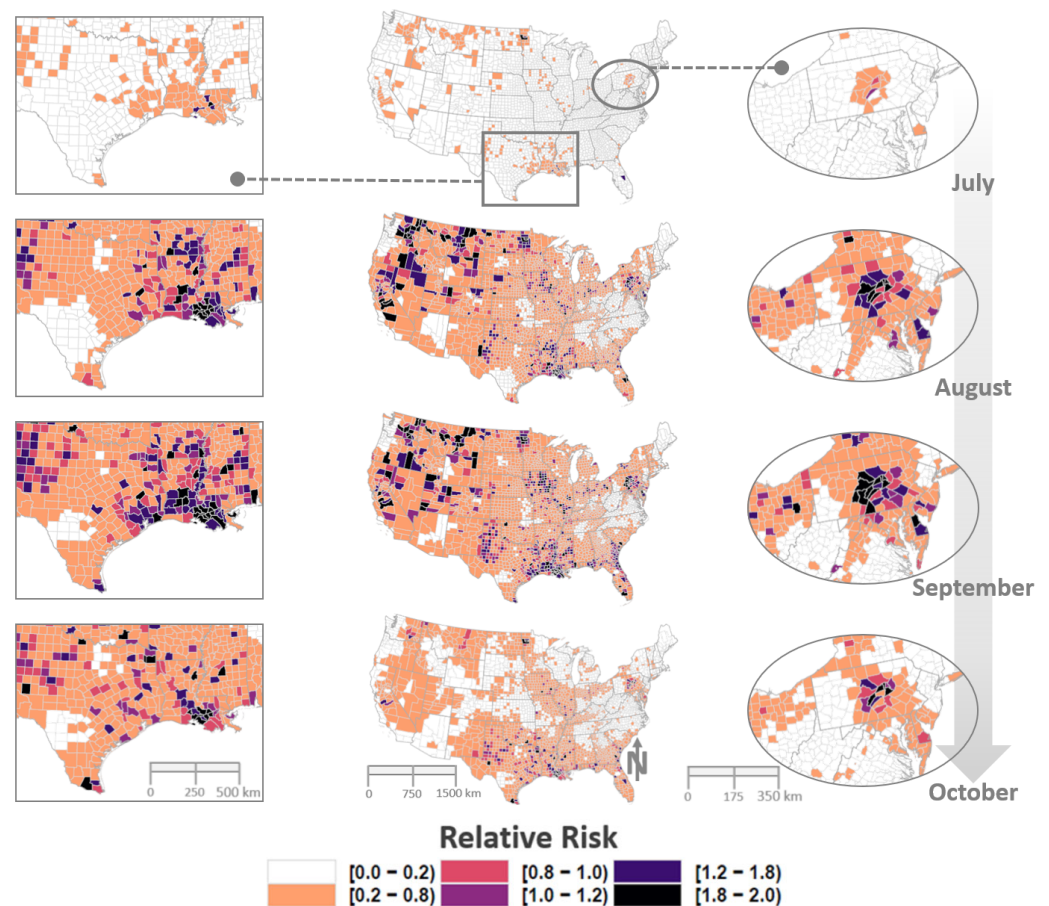 July
August
September
October
0 250 500 km
0 750 1500 km
N
0 175 350 km
Relative Risk
[0.0 – 0.2) [0.8 – 1.0) [1.2 – 1.8)
[0.2 – 0.8) [1.0 – 1.2) [1.8 – 2.0)